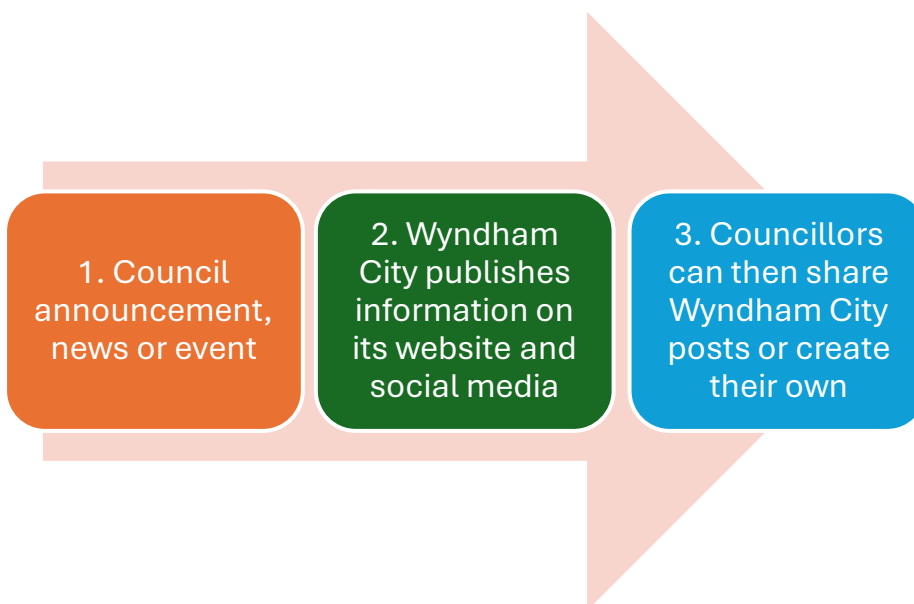 1. Council
announcement,
news or event
2. Wyndham
City publishes
information on
its website and
social media
3. Councillors
can then share
Wyndham City
posts or create
their own